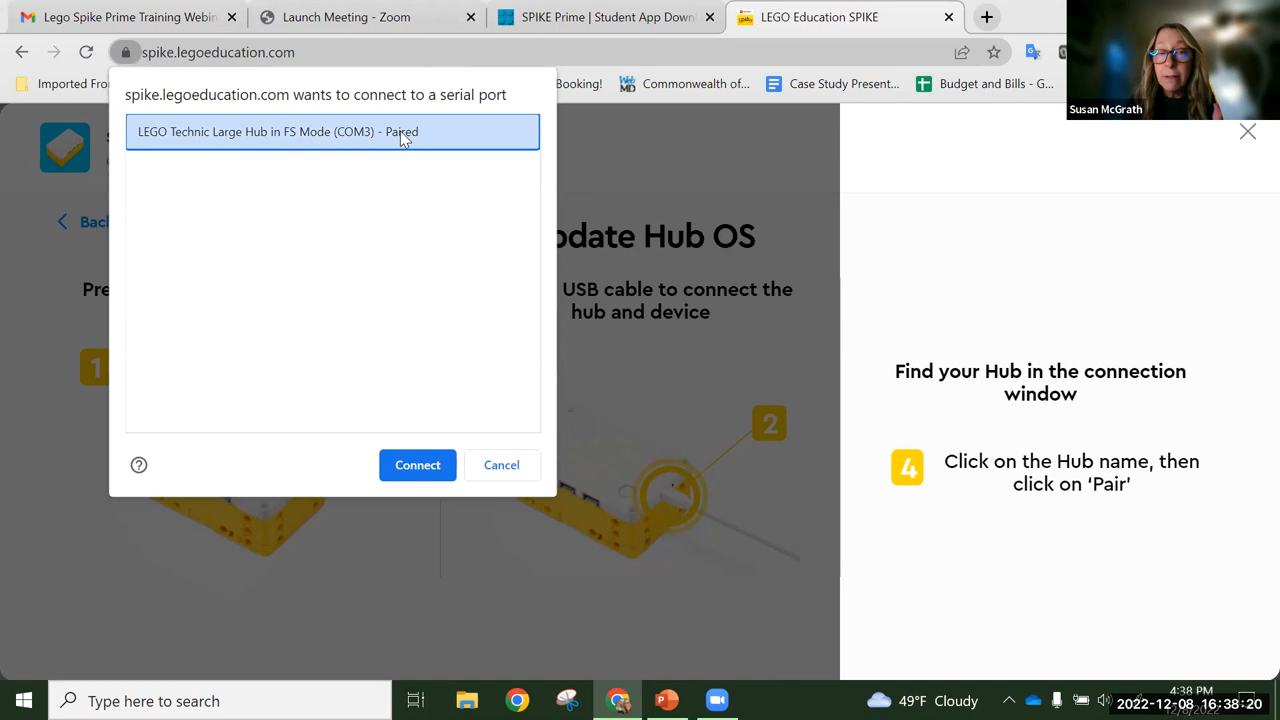 Lego Spike Prime Training Webin
Launch Meeting - Zoom
SPIKE Prime | Student App Down
LEGO Education SPIKE
spike.legoeducation.com
Imported Fro
Booking!
Commonwealth of...
Case Study Present...
Budget and Bills - G...
Susan McGrath
spike.legoeducation.com wants to connect to a serial port
LEGO Technic Large Hub in FS Mode (COM3) - Paired
Connect
Cancel
Back
pdate Hub OS
Pre
USB cable to connect the
hub and device
1
2
Find your Hub in the connection
window
4
Click on the Hub name, then
click on ‘Pair’
Type here to search
49°F Cloudy
4:38 PM
2022-12-08 16:38:20